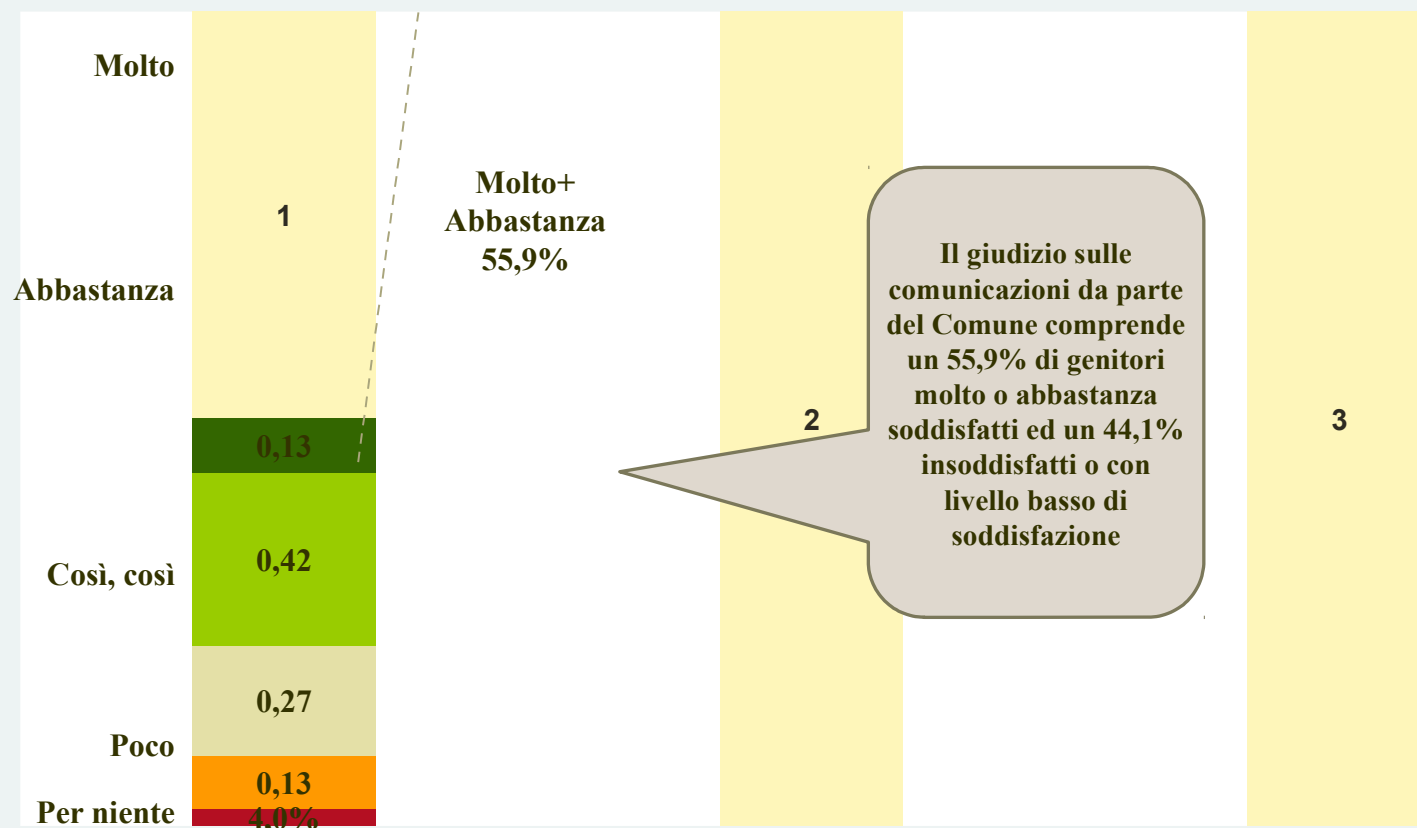 Molto
1
Abbastanza
0,13
Così, così
0,42
0,27
Poco
0,13
Per niente
4,0%
Molto+
Abbastanza
55,9%
2
Il giudizio sulle
comunicazioni da parte
del Comune comprende
un 55,9% di genitori
molto o abbastanza
soddisfatti ed un 44,1%
insoddisfatti o con
livello basso di
soddisfazione
3